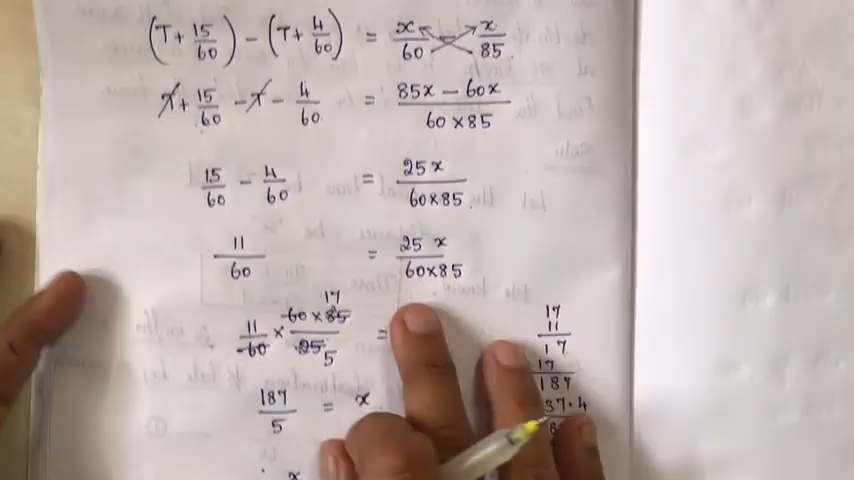 (T + 15/60) - (T + 4/60) = x/60 - x/85
T + 15/60 - T - 4/60 = (85x - 60x)/(60×85)
15/60 - 4/60 = 25x/(60×85)
11/60 = 25x/(60×85)
17
11/60 × (60×85)/25 =
5
187/5 = x
x
17
11
17
17
187
37.4